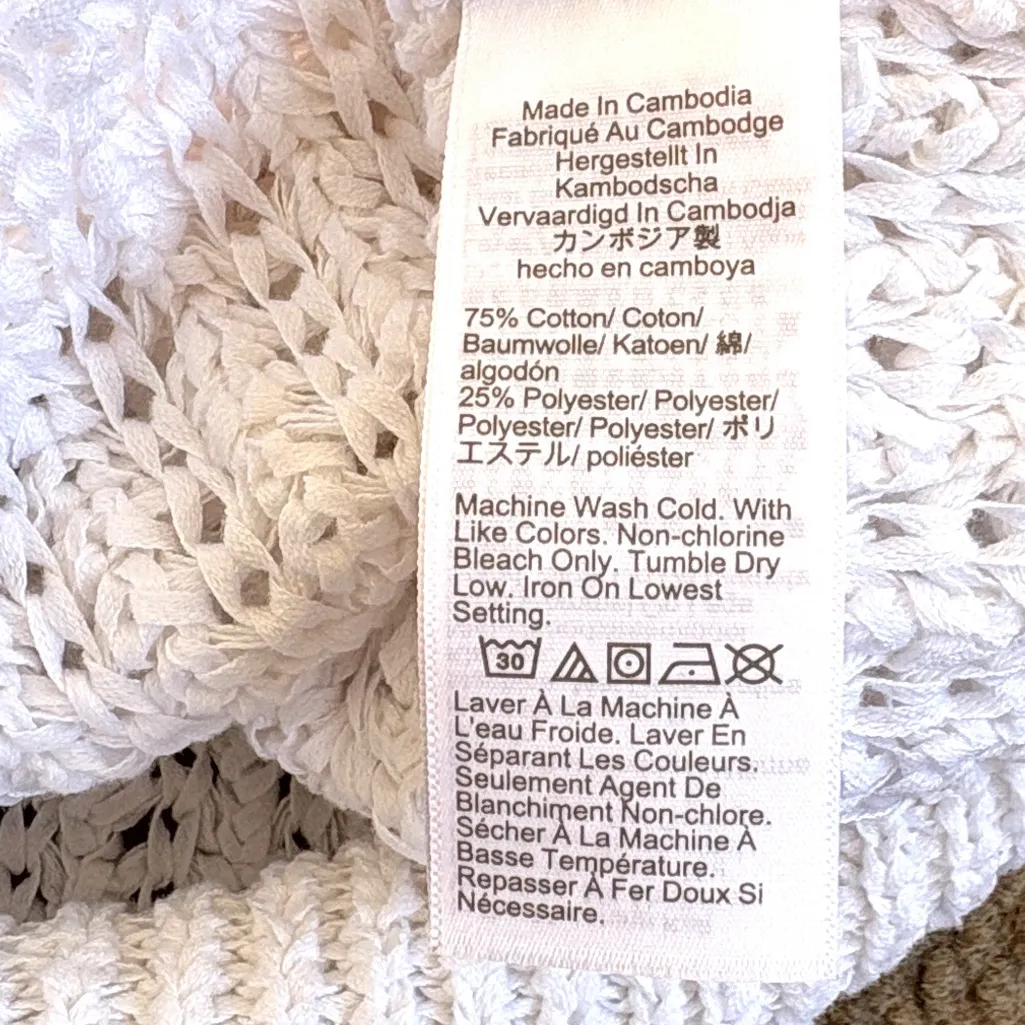 Made In Cambodia
Fabriqué Au Cambodge
Hergestellt In
Kambodscha
Vervaardigd In Cambodja
カンボジア製
hecho en camboya
75% Cotton/ Coton/
Baumwolle/ Katoen/ 綿/
algodón
25% Polyester/ Polyester/
Polyester/ Polyester/ ポリ
エステル/ poliéster
Machine Wash Cold. With
Like Colors. Non-chlorine
Bleach Only. Tumble Dry
Low. Iron On Lowest
Setting.
30
Laver À La Machine À
L'eau Froide. Laver En
Séparant Les Couleurs.
Seulement Agent De
Blanchiment Non-chlore.
Sécher À La Machine À
Basse Température.
Repasser À Fer Doux Si
Nécessaire.